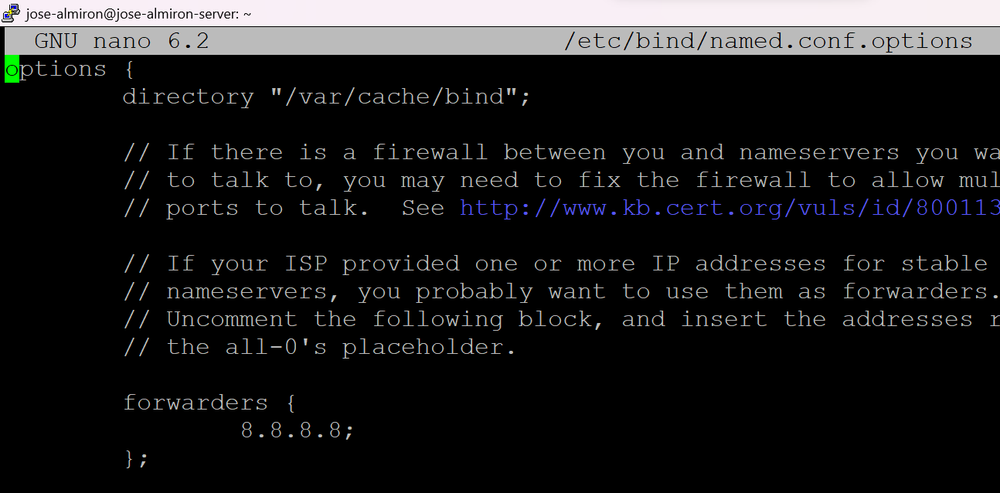 jose-almiron@jose-almiron-server: ~
GNU nano 6.2 /etc/bind/named.conf.options
options {
directory "/var/cache/bind";
// If there is a firewall between you and nameservers you
// to talk to, you may need to fix the firewall to allow
// ports to talk.  See http://www.kb.cert.org/vuls/id/800113
// If your ISP provided one or more IP addresses for stable
// nameservers, you probably want to use them as forwarders.
// Uncomment the following block, and insert the addresses
// the all-0's placeholder.
forwarders {
8.8.8.8;
};